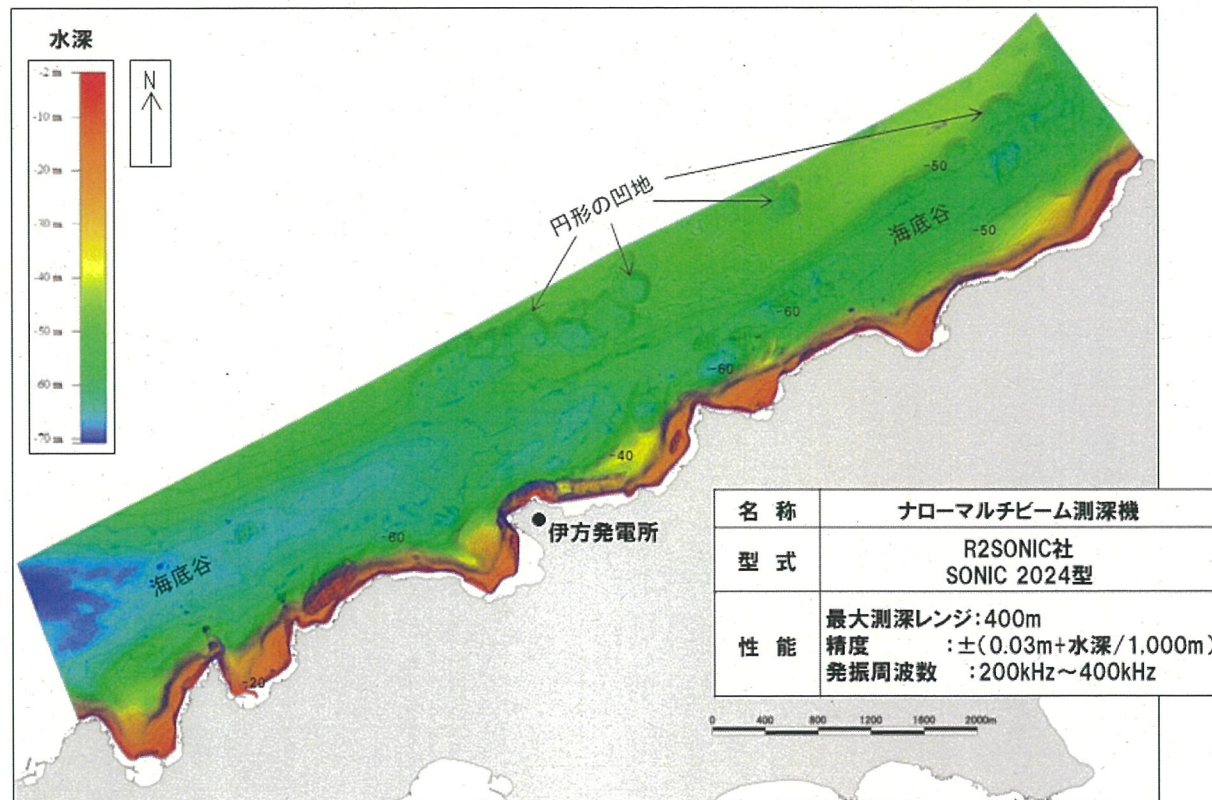 水深
-2 m
-10 m
-20 m
-30 m
-40 m
-50 m
60 m
-70 m
N
円形の凹地
-50
海底谷
-50
-60
-60
-40
伊方発電所
-60
海底谷
-20
名 称 ナローマルチビーム測深機
型 式 R2SONIC社
SONIC 2024型
性 能 最大測深レンジ:400m
精度 :±(0.03m+水深/1,000m)
発振周波数 :200kHz～400kHz
0 400 800 1200 1600 2000m